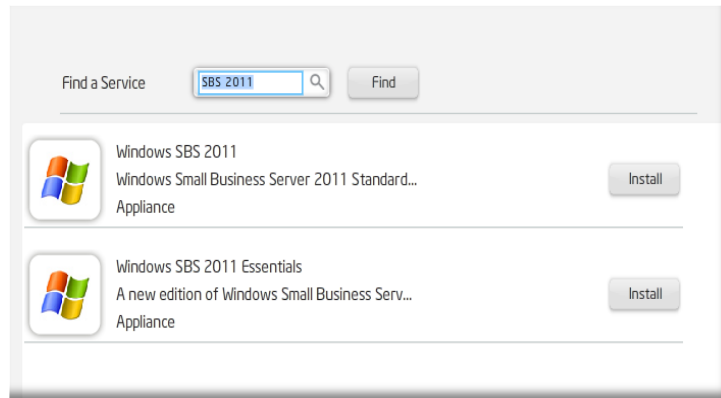 Find a Service SBS 2011 Find
Windows SBS 2011
Windows Small Business Server 2011 Standard...
Appliance
Install
Windows SBS 2011 Essentials
A new edition of Windows Small Business Serv...
Appliance
Install